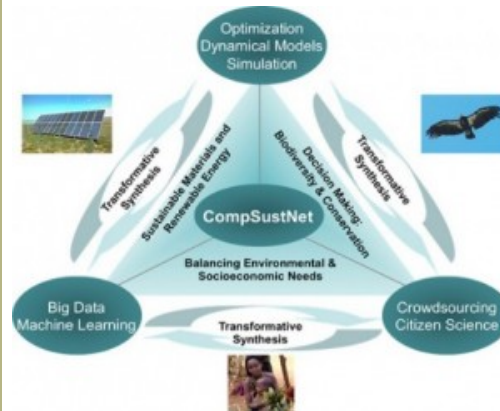 Optimization
Dynamical Models
Simulation
Transformative
Synthesis
Sustainable Materials and
Renewable Energy
Decision Making:
Biodiversity & Conservation
Transformative
Synthesis
CompSustNet
Balancing Environmental &
Socioeconomic Needs
Big Data
Machine Learning
Transformative
Synthesis
Crowdsourcing
Citizen Science